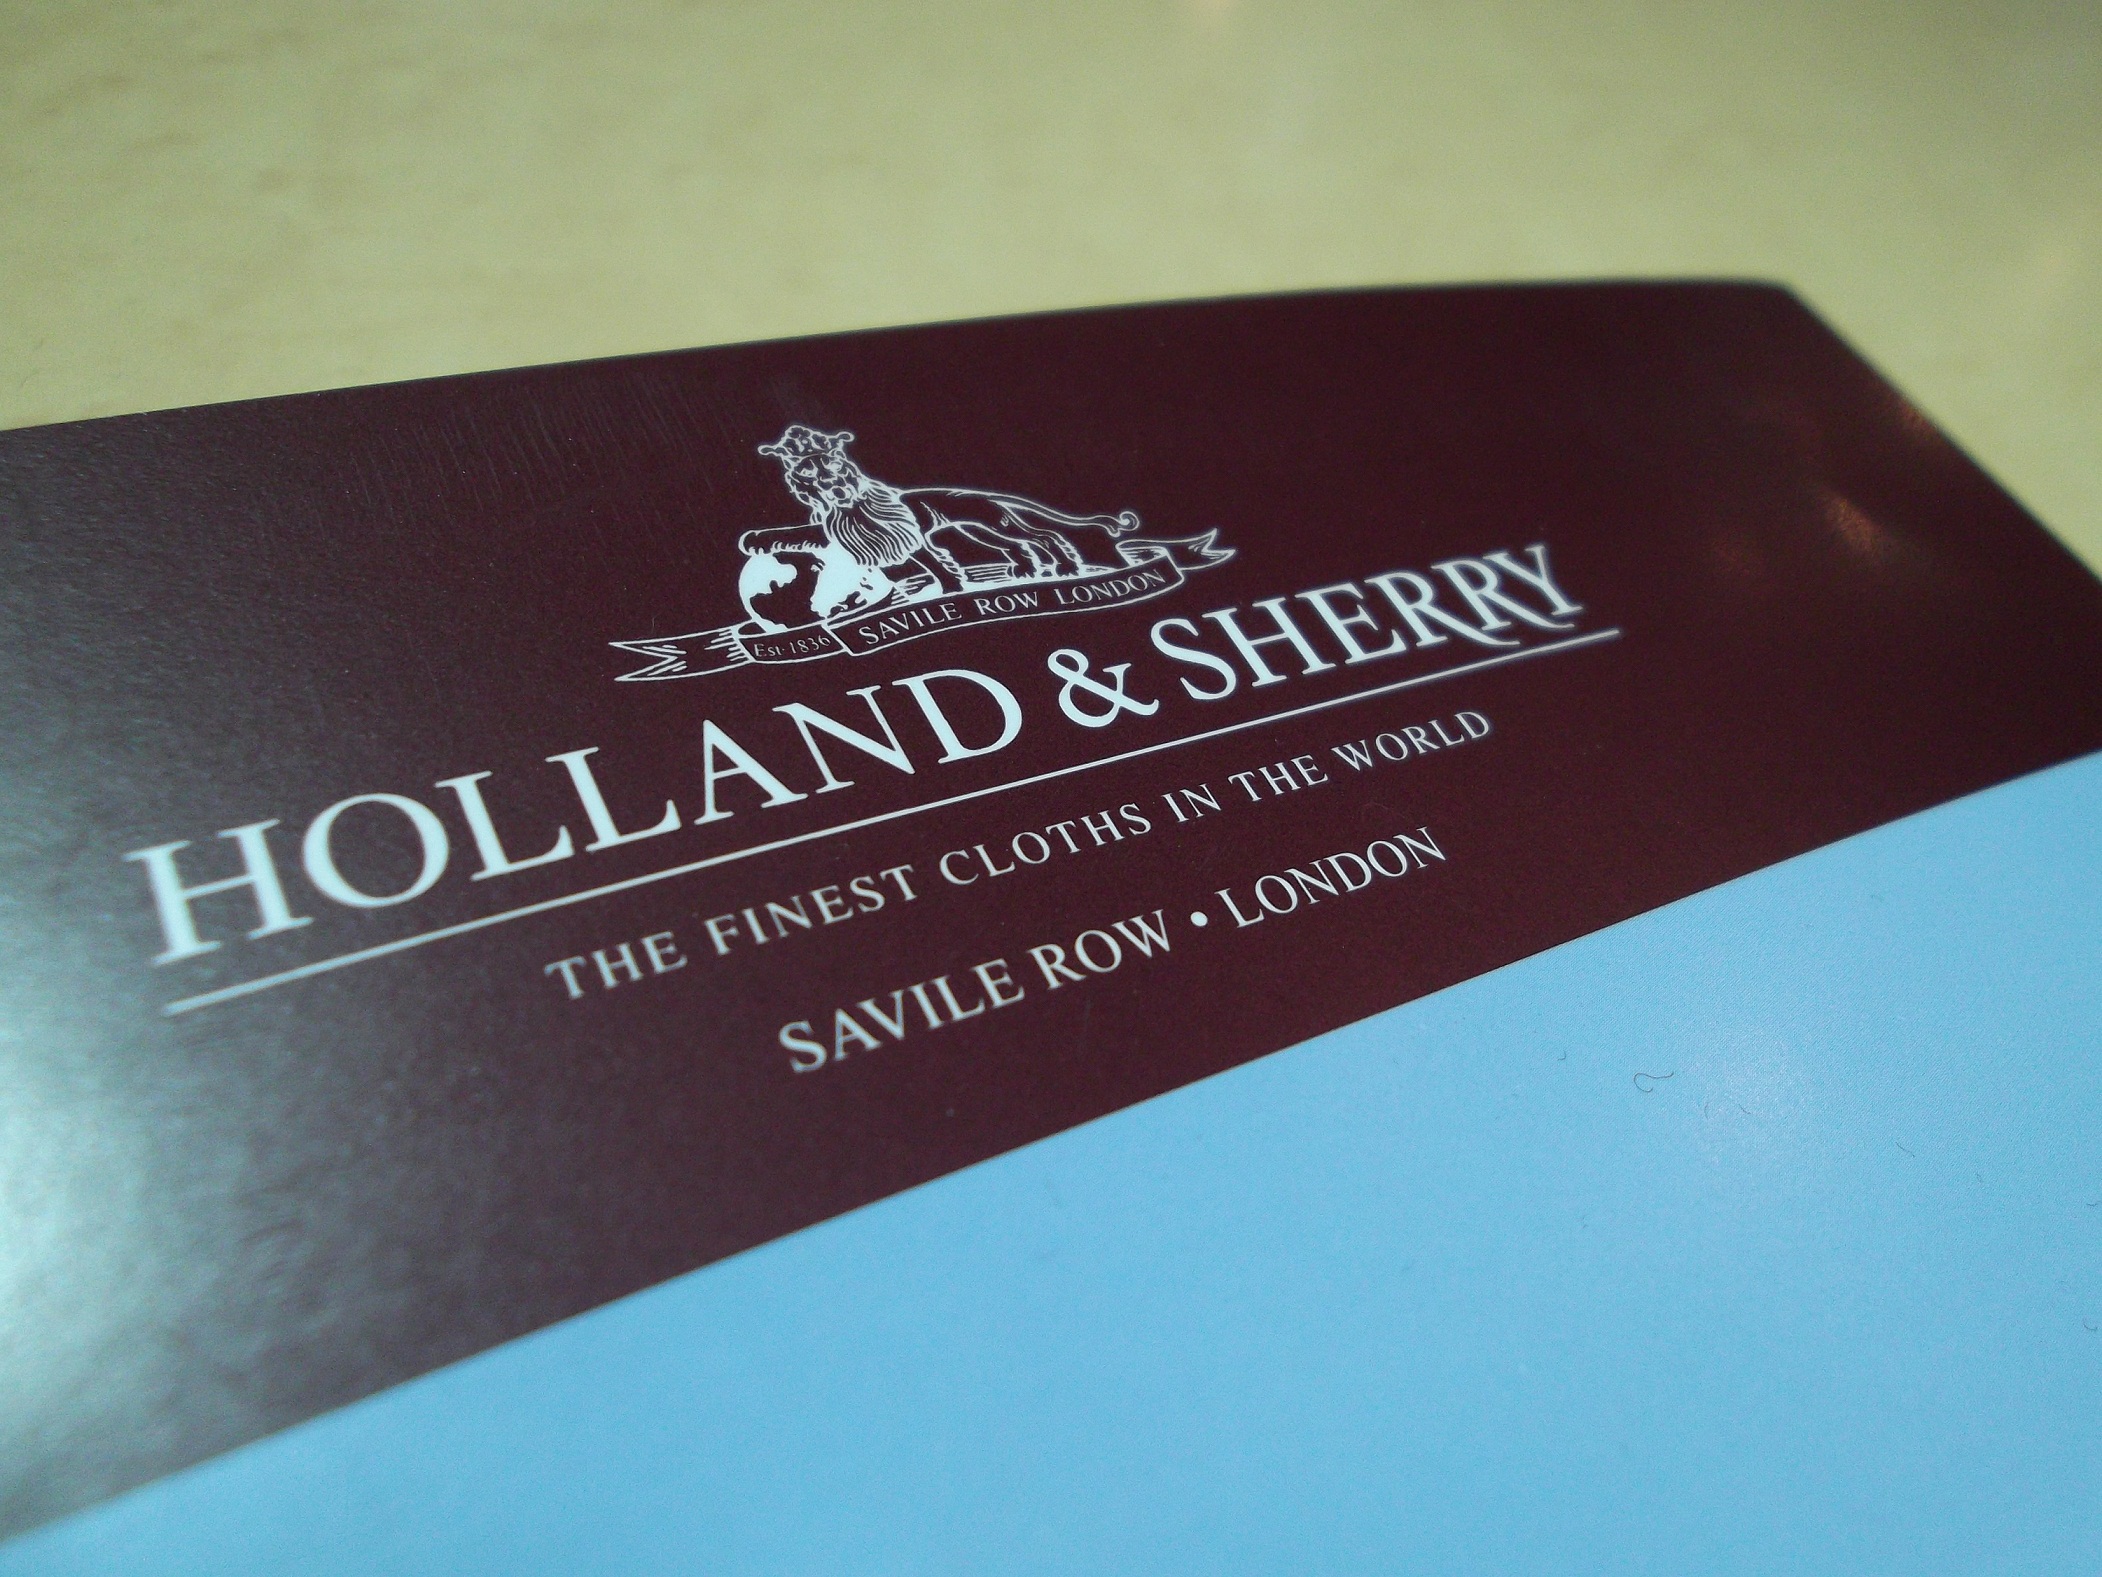 Est·1836 SAVILE ROW LONDON
HOLLAND & SHERRY
THE FINEST CLOTHS IN THE WORLD
SAVILE ROW • LONDON